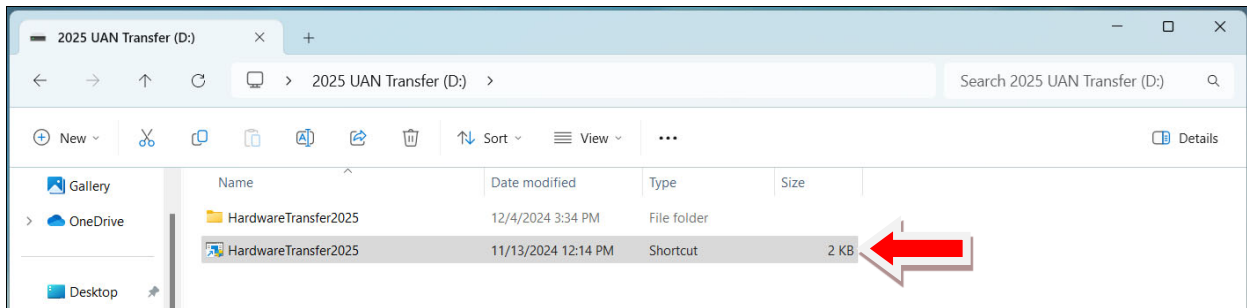 2025 UAN Transfer (D:)
2025 UAN Transfer (D:)
Search 2025 UAN Transfer (D:)
New
Sort
View
Details
Gallery
OneDrive
Desktop
Name Date modified Type Size
HardwareTransfer2025 12/4/2024 3:34 PM File folder
HardwareTransfer2025 11/13/2024 12:14 PM Shortcut 2 KB